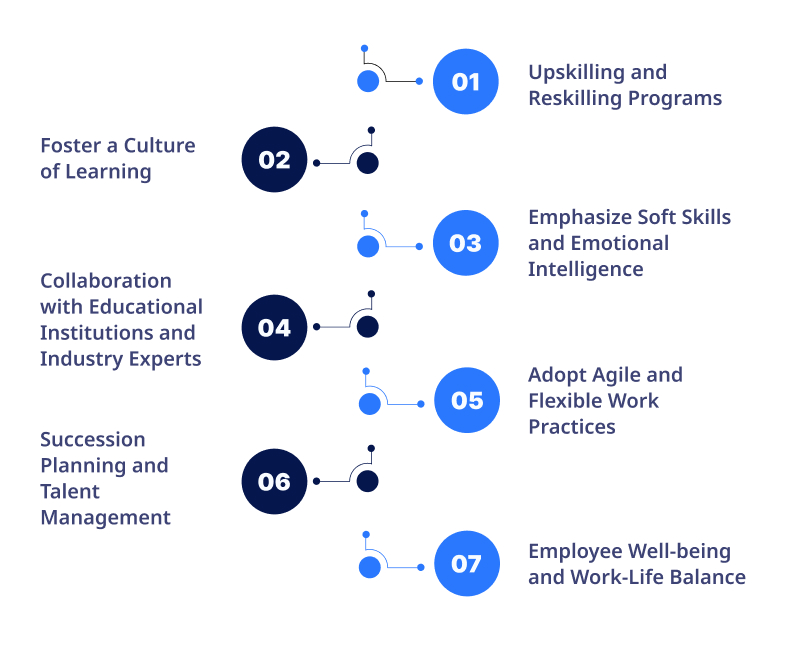 01
Upskilling and
Reskilling Programs
02
Foster a Culture
of Learning
03
Emphasize Soft Skills
and Emotional
Intelligence
04
Collaboration
with Educational
Institutions and
Industry Experts
05
Adopt Agile and
Flexible Work
Practices
06
Succession
Planning and
Talent
Management
07
Employee Well-being
and Work-Life Balance